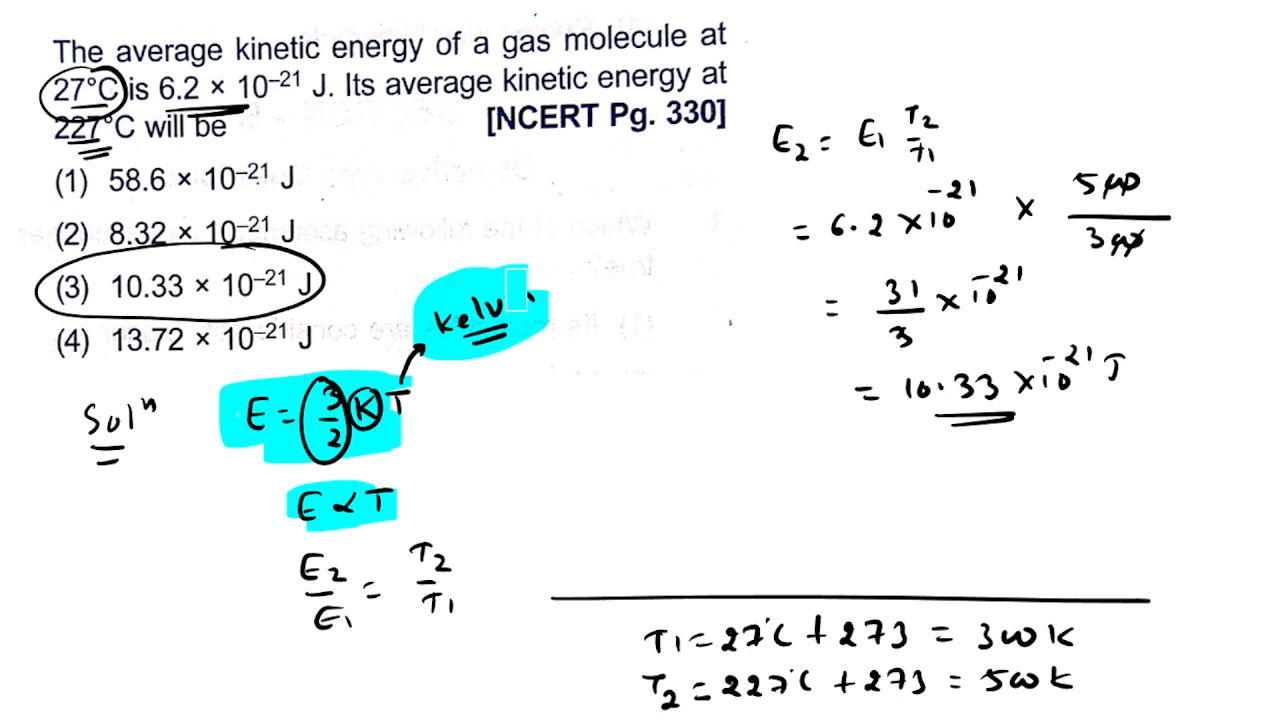 The average kinetic energy of a gas molecule at
27°C is 6.2 × 10⁻²¹ J. Its average kinetic energy at
227°C will be [NCERT Pg. 330]
(1) 58.6 × 10⁻²¹ J
(2) 8.32 × 10⁻²¹ J
(3) 10.33 × 10⁻²¹ J
(4) 13.72 × 10⁻²¹ J
Solⁿ
E = 3/2 K T
Kelvin
E ∝ T
E₂/E₁ = T₂/T₁
E₂ = E₁ T₂/T₁
= 6.2 × 10⁻²¹ × 500/300
= 31/3 × 10⁻²¹
= 10.33 × 10⁻²¹ J
T₁ = 27°C + 273 = 300 K
T₂ = 227°C + 273 = 500 K